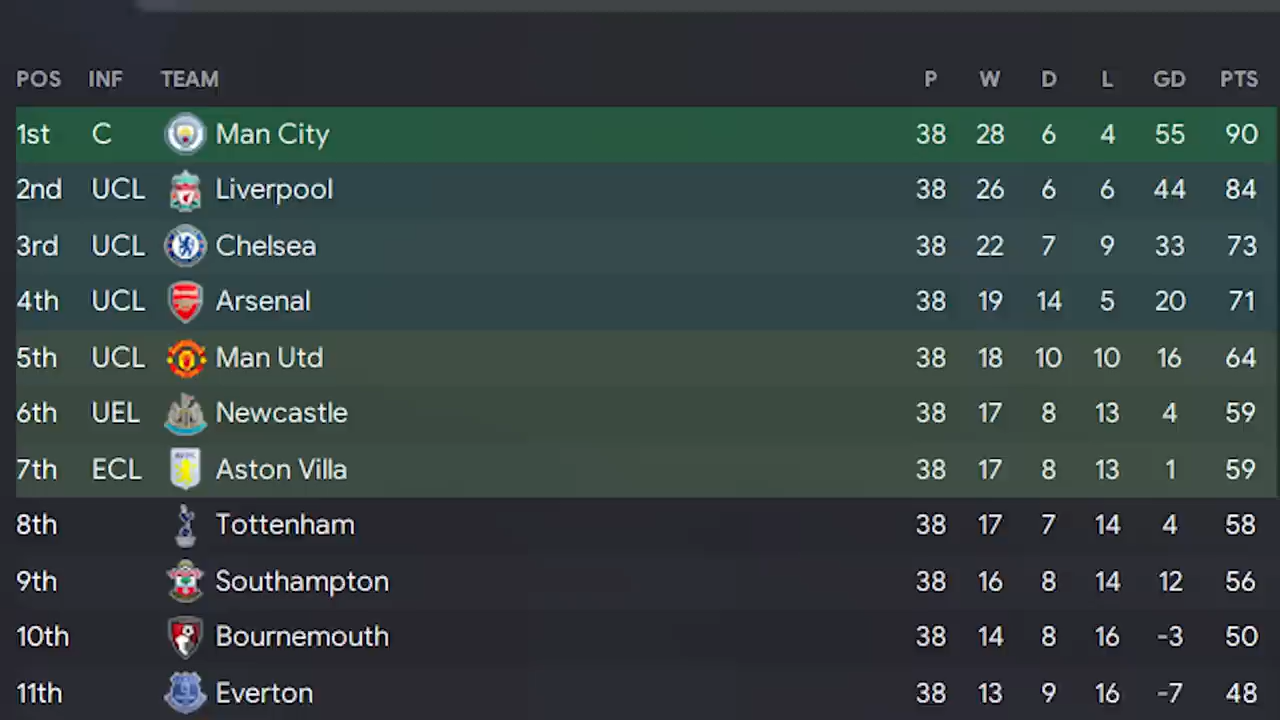 POS INF TEAM P W D L GD PTS
1st C Man City 38 28 6 4 55 90
2nd UCL Liverpool 38 26 6 6 44 84
3rd UCL Chelsea 38 22 7 9 33 73
4th UCL Arsenal 38 19 14 5 20 71
5th UCL Man Utd 38 18 10 10 16 64
6th UEL Newcastle 38 17 8 13 4 59
7th ECL Aston Villa 38 17 8 13 1 59
8th Tottenham 38 17 7 14 4 58
9th Southampton 38 16 8 14 12 56
10th Bournemouth 38 14 8 16 -3 50
11th Everton 38 13 9 16 -7 48